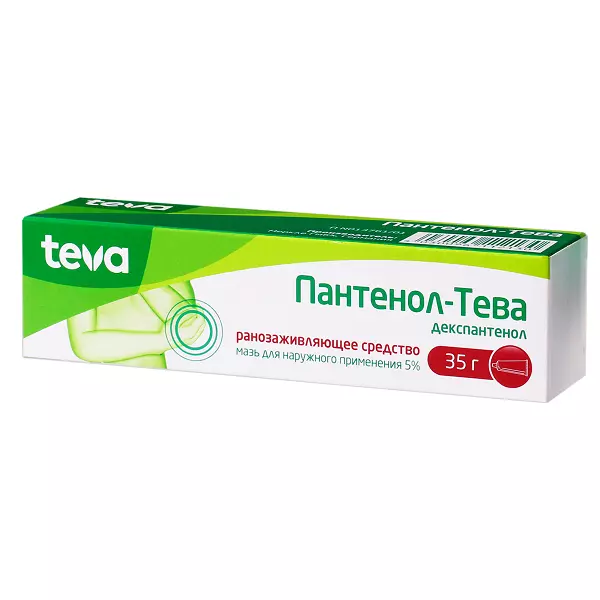 Пантенол-Тева
teva
Пантенол-Тева
декспантенол
ранозаживляющее средство
мазь для наружного применения 5%
35 г